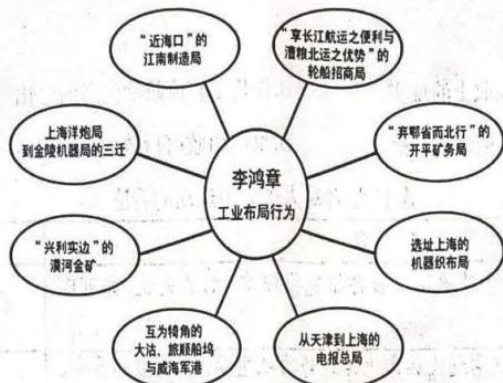 “近海口”的
江南制造局
“享长江航运之便利与
漕粮北运之优势”的
轮船招商局
上海洋炮局
到金陵机器局的三迁
“弃鄂省而北行”的
开平矿务局
李鸿章
工业布局行为
“兴利实边”的
漠河金矿
选址上海的
机器织布局
互为犄角的
大沽、旅顺船坞
与威海军港
从天津到上海的
电报总局